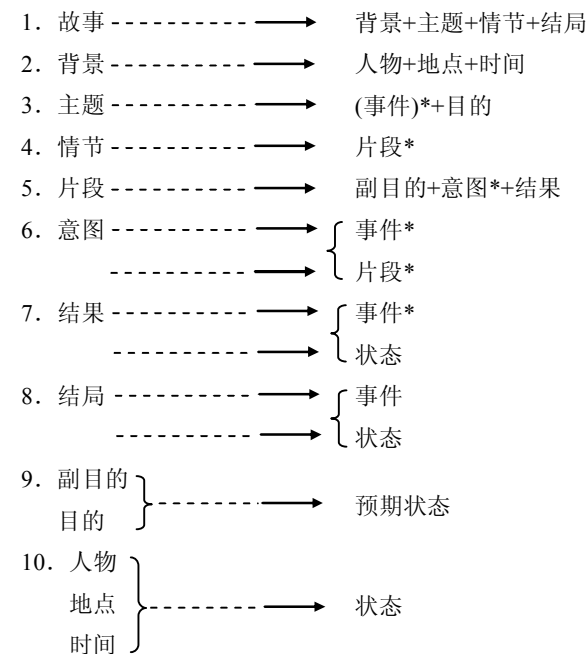 1．故事 ----------→ 背景+主题+情节+结局
2．背景 ----------→ 人物+地点+时间
3．主题 ----------→ (事件)*+目的
4．情节 ----------→ 片段*
5．片段 ----------→ 副目的+意图*+结果
6．意图 ----------→ 事件*
----------→ 片段*
7．结果 ----------→ 事件*
----------→ 状态
8．结局 ----------→ 事件
----------→ 状态
9．副目的
目的 ----------→ 预期状态
10．人物
地点 ----------→ 状态
时间